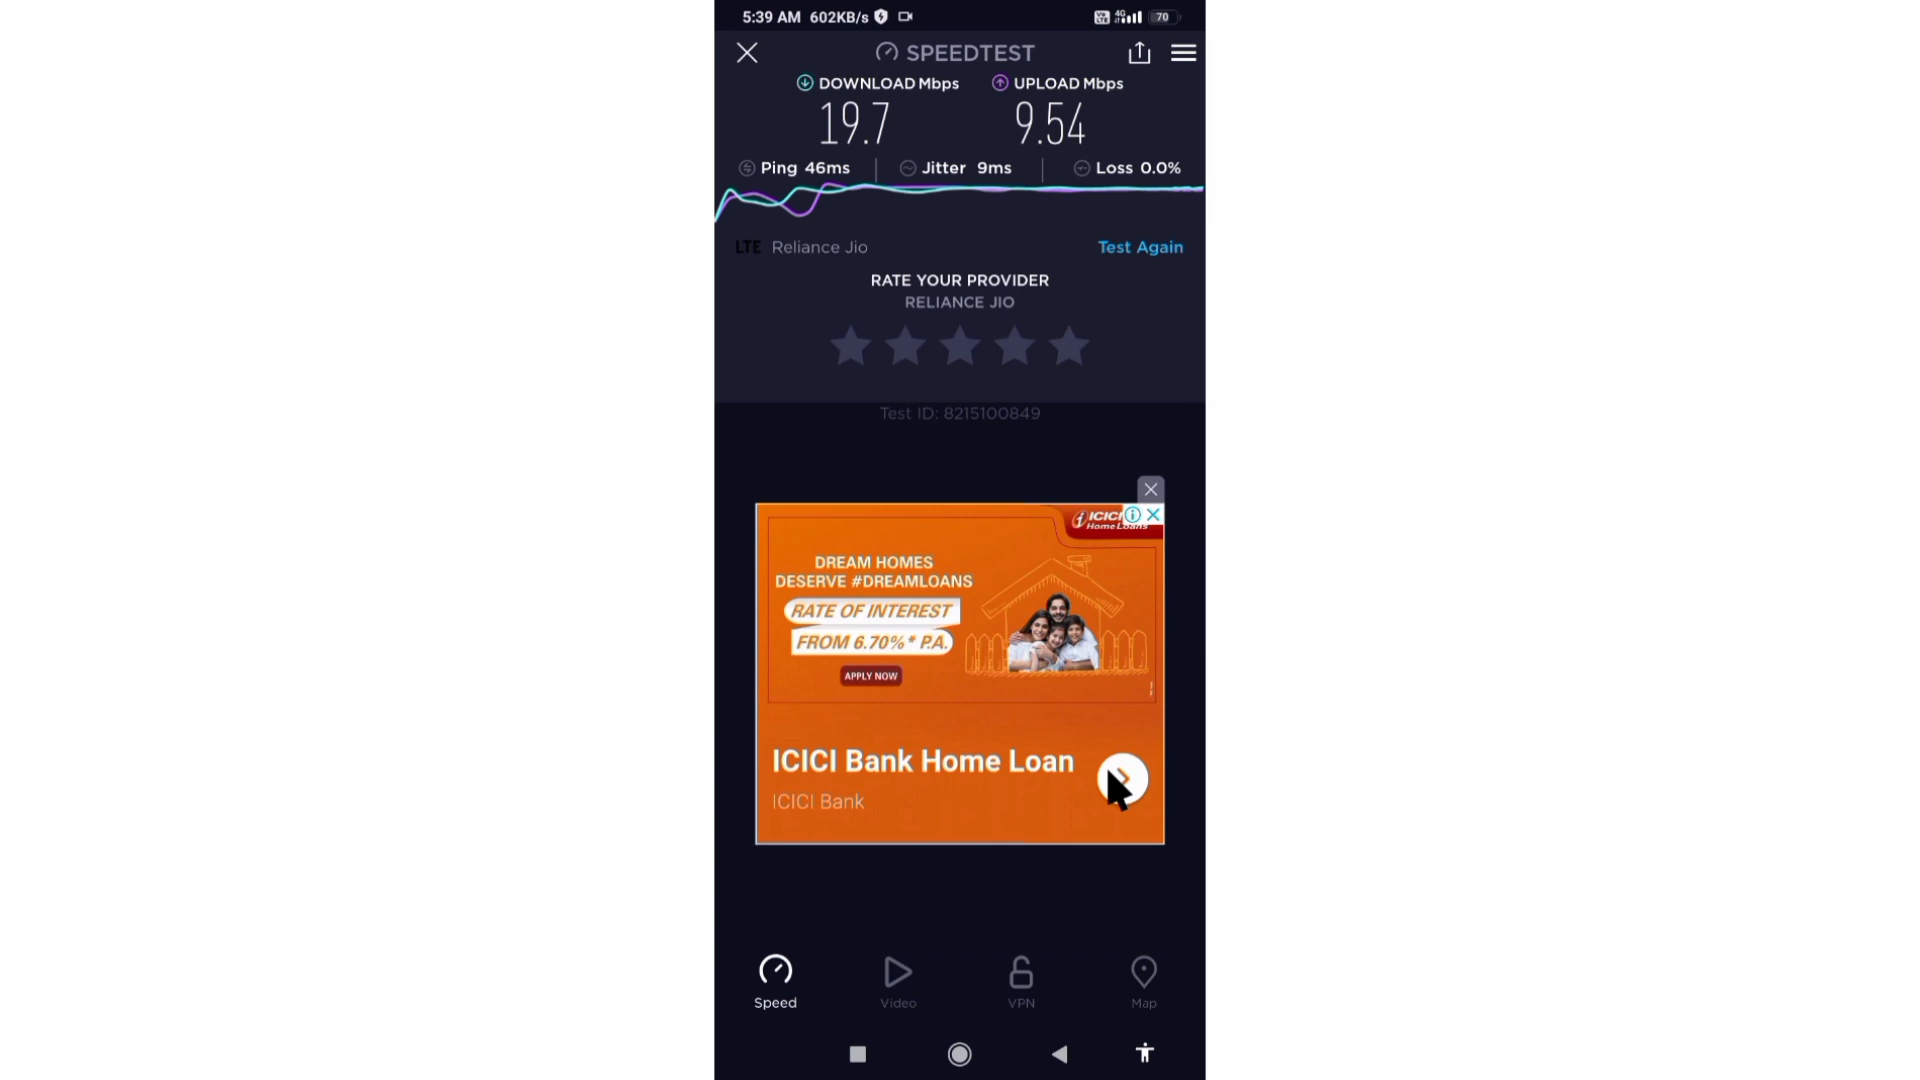 5:39 AM 602KB/s 4G 70
SPEEDTEST
DOWNLOAD Mbps UPLOAD Mbps
19.7 9.54
Ping 46ms Jitter 9ms Loss 0.0%
LTE Reliance Jio Test Again
RATE YOUR PROVIDER
RELIANCE JIO
Test ID: 8215100849
ICICI
Home Loans
DREAM HOMES
DESERVE #DREAMLOANS
RATE OF INTEREST
FROM 6.70%* P.A.
APPLY NOW
ICICI Bank Home Loan
ICICI Bank
Speed Video VPN Map